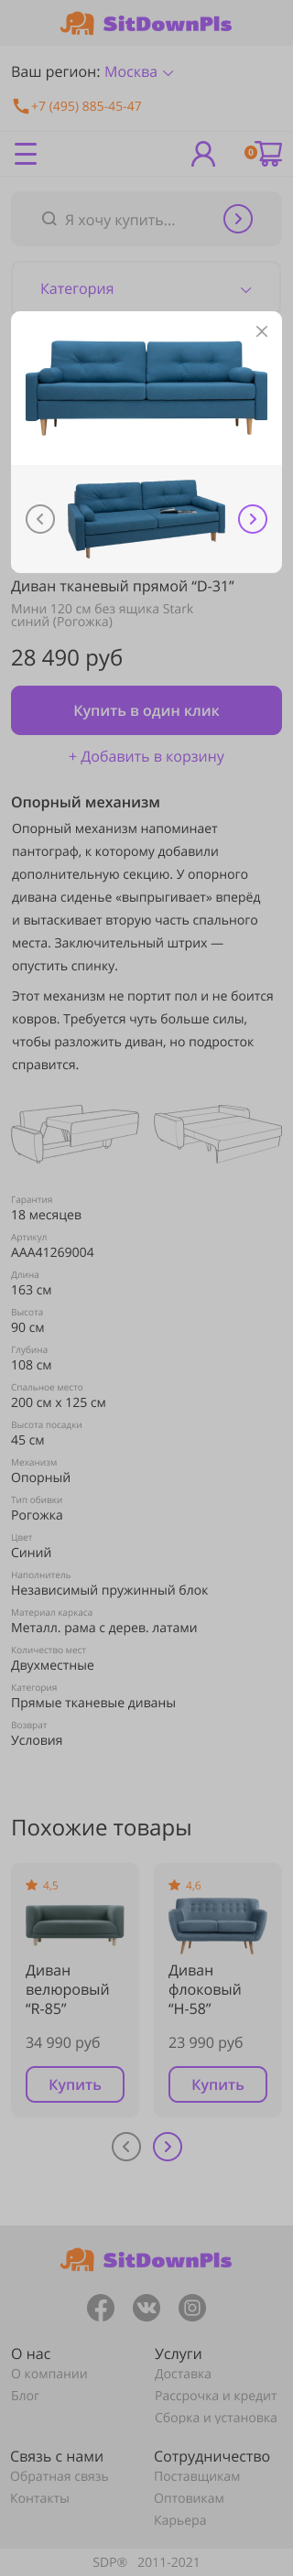 SitDownPls
Ваш регион: Москва
+7 (495) 885-45-47
0
Я хочу купить...
Категория
Диван тканевый прямой “D-31”
Мини 120 см без ящика Stark
синий (Рогожка)
28 490 руб
Купить в один клик
+ Добавить в корзину
Опорный механизм
Опорный механизм напоминает
пантограф, к которому добавили
дополнительную секцию. У опорного
дивана сиденье «выпрыгивает» вперёд
и вытаскивает вторую часть спального
места. Заключительный штрих —
опустить спинку.
Этот механизм не портит пол и не боится
ковров. Требуется чуть больше силы,
чтобы разложить диван, но подросток
справится.
Гарантия
18 месяцев
Артикул
ААА41269004
Длина
163 см
Высота
90 см
Глубина
108 см
Спальное место
200 см x 125 см
Высота посадки
45 см
Механизм
Опорный
Тип обивки
Рогожка
Цвет
Синий
Наполнитель
Независимый пружинный блок
Материал каркаса
Металл. рама с дерев. латами
Количество мест
Двухместные
Категория
Прямые тканевые диваны
Возврат
Условия
Похожие товары
4,5
Диван
велюровый
“R-85”
34 990 руб
Купить
4,6
Диван
флоковый
“H-58”
23 990 руб
Купить
SitDownPls
О нас
О компании
Блог
Услуги
Доставка
Рассрочка и кредит
Сборка и установка
Связь с нами
Обратная связь
Контакты
Сотрудничество
Поставщикам
Оптовикам
Карьера
SDP® 2011-2021